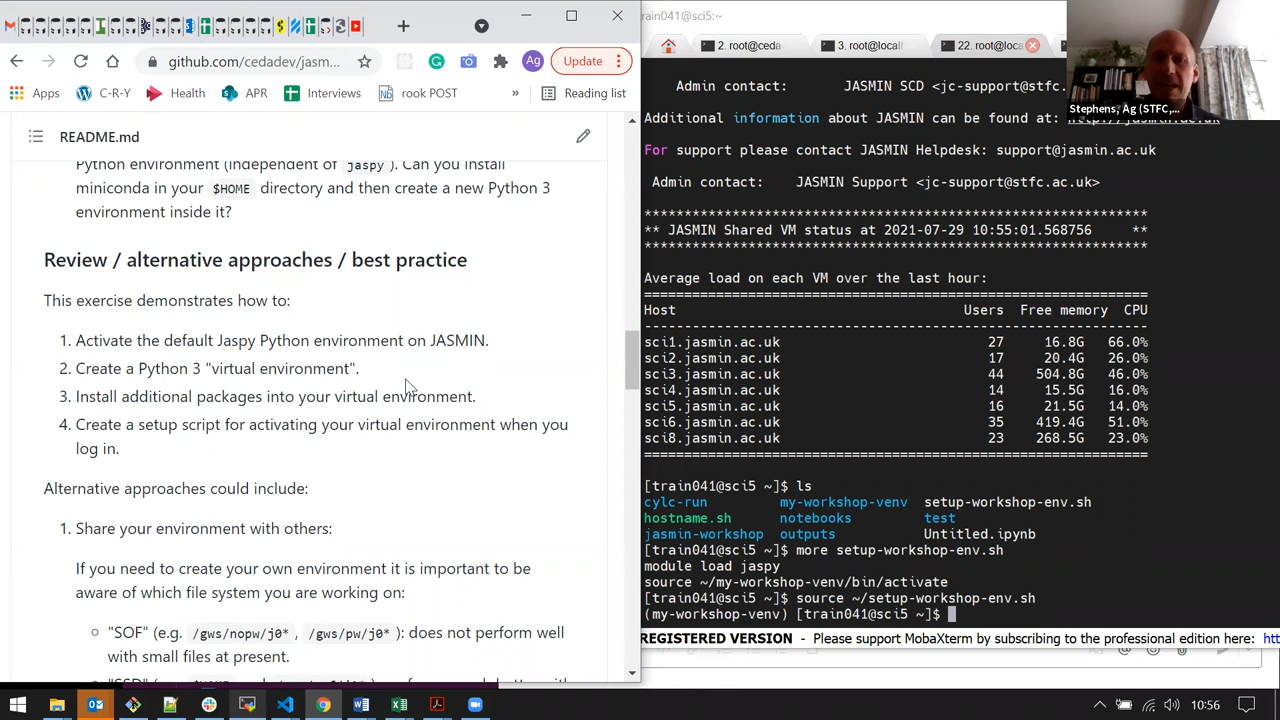 train041@sci5:~
2. root@ceda
3. root@locall
22. root@loca
Ag
Update
github.com/cedadev/jasm...
Apps
C-R-Y
Health
APR
Interviews
rook POST
»
Reading list
Stephens, Ag (STFC,...
README.md
Python environment (independent of jaspy ). Can you install
miniconda in your $HOME directory and then create a new Python 3
environment inside it?
Review / alternative approaches / best practice
This exercise demonstrates how to:
1. Activate the default Jaspy Python environment on JASMIN.
2. Create a Python 3 "virtual environment".
3. Install additional packages into your virtual environment.
4. Create a setup script for activating your virtual environment when you
log in.
Alternative approaches could include:
1. Share your environment with others:
If you need to create your own environment it is important to be
aware of which file system you are working on:
"SOF" (e.g. /gws/nopw/j0* , /gws/pw/j0* ): does not perform well
with small files at present.
Admin contact: JASMIN SCD <jc-support@stfc.
Additional information about JASMIN can be found at: http://jasmin.ac.uk
For support please contact JASMIN Helpdesk: support@jasmin.ac.uk
Admin contact: JASMIN Support <jc-support@stfc.ac.uk>
***************************************************************
** JASMIN Shared VM status at 2021-07-29 10:55:01.568756 **
***************************************************************
Average load on each VM over the last hour:
===============================================================
Host Users Free memory CPU
---------------------------------------------------------------
sci1.jasmin.ac.uk 27 16.8G 66.0%
sci2.jasmin.ac.uk 17 20.4G 26.0%
sci3.jasmin.ac.uk 44 504.8G 46.0%
sci4.jasmin.ac.uk 14 15.5G 16.0%
sci5.jasmin.ac.uk 16 21.5G 14.0%
sci6.jasmin.ac.uk 35 419.4G 51.0%
sci8.jasmin.ac.uk 23 268.5G 23.0%
===============================================================
[train041@sci5 ~]$ ls
cylc-run my-workshop-venv setup-workshop-env.sh
hostname.sh notebooks test
jasmin-workshop outputs Untitled.ipynb
[train041@sci5 ~]$ more setup-workshop-env.sh
module load jaspy
source ~/my-workshop-venv/bin/activate
[train041@sci5 ~]$ source ~/setup-workshop-env.sh
(my-workshop-venv) [train041@sci5 ~]$
REGISTERED VERSION - Please support MobaXterm by subscribing to the professional edition here: htt
10:56